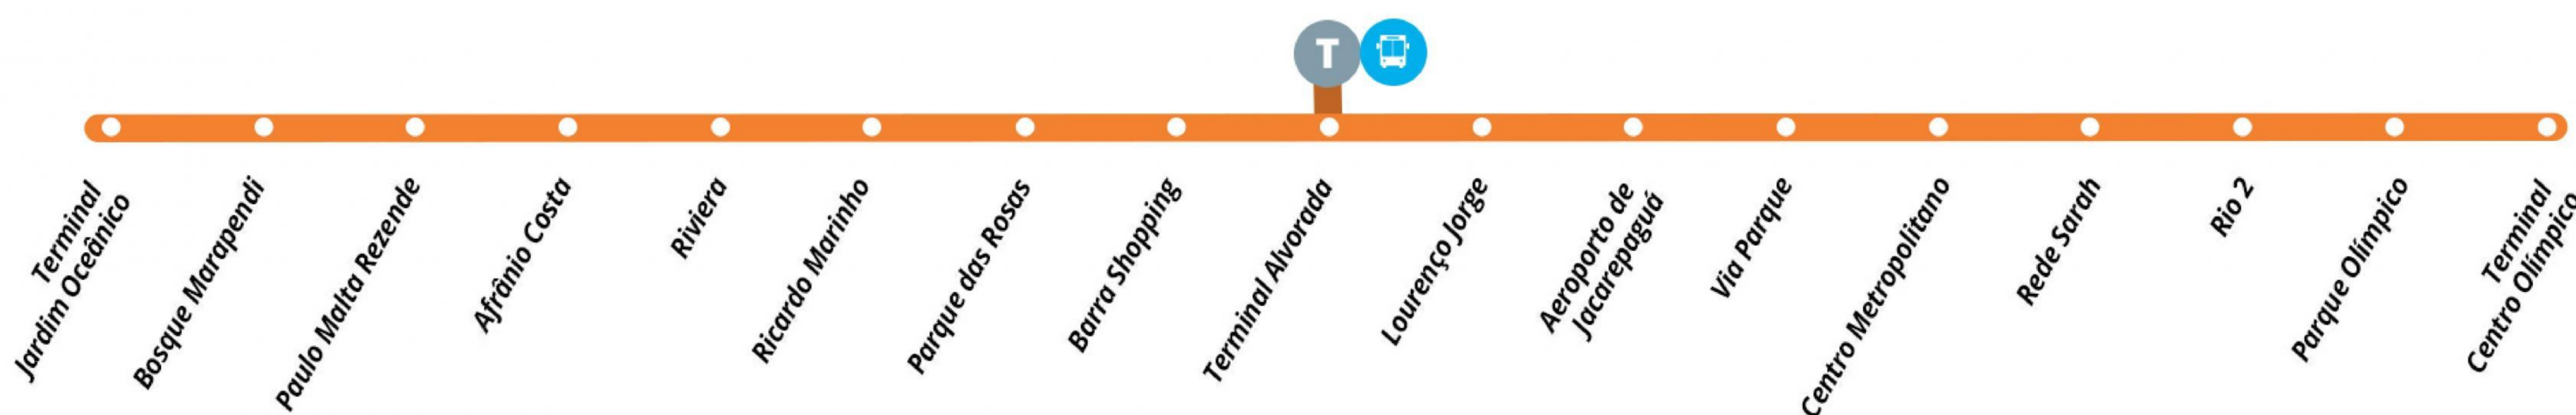 T
Terminal
Jardim Oceânico
Bosque Marapendi
Paulo Malta Rezende
Afrânio Costa
Riviera
Ricardo Marinho
Parque das Rosas
Barra Shopping
Terminal Alvorada
Lourenço Jorge
Aeroporto de
Jacarepaguá
Via Parque
Centro Metropolitano
Rede Sarah
Rio 2
Parque Olímpico
Terminal
Centro Olímpico